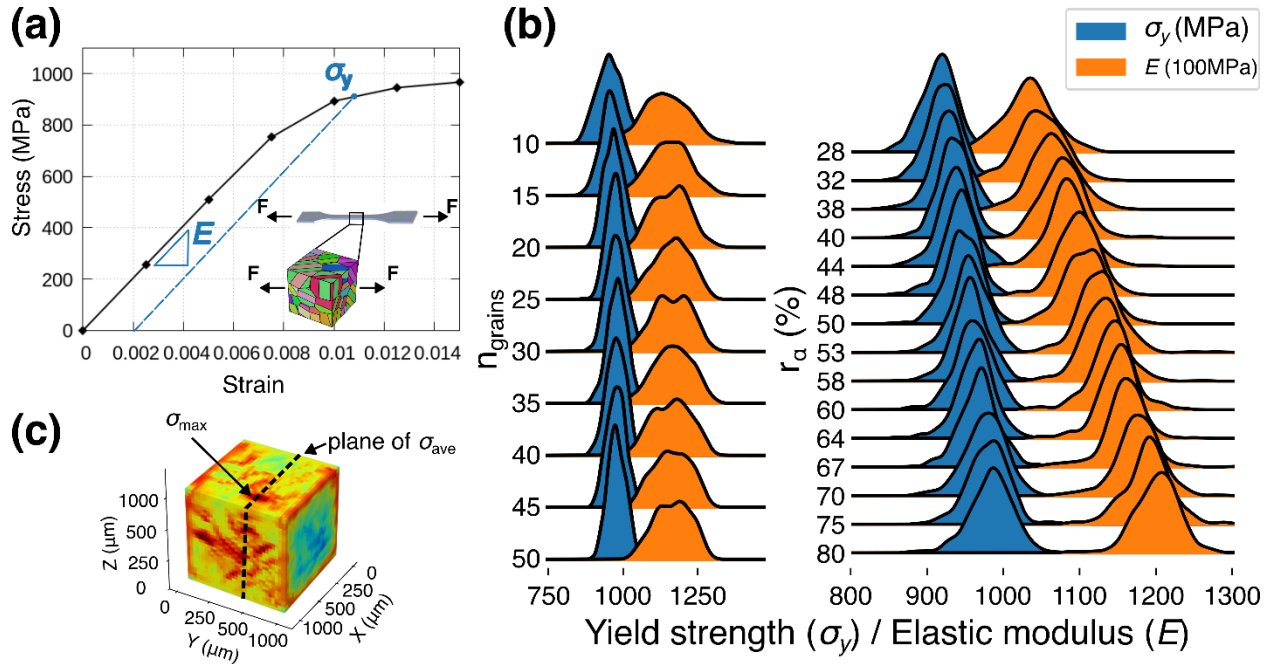 (a)
Stress (MPa)
1000
800
600
400
200
0
σy
E
F F
F F
0 0.002 0.004 0.006 0.008 0.01 0.012 0.014
Strain
(b)
σy (MPa)
E (100MPa)
ngrains
10
15
20
25
30
35
40
45
50
750 1000 1250
rα (%)
28
32
38
40
44
48
50
53
58
60
64
67
70
75
80
800 900 1000 1100 1200 1300
Yield strength (σy) / Elastic modulus (E)
(c)
σmax
plane of σave
Z (µm)
1000
750
500
250
0
0
250
500
750
1000
Y (µm)
0
250
500
750
1000
X (µm)